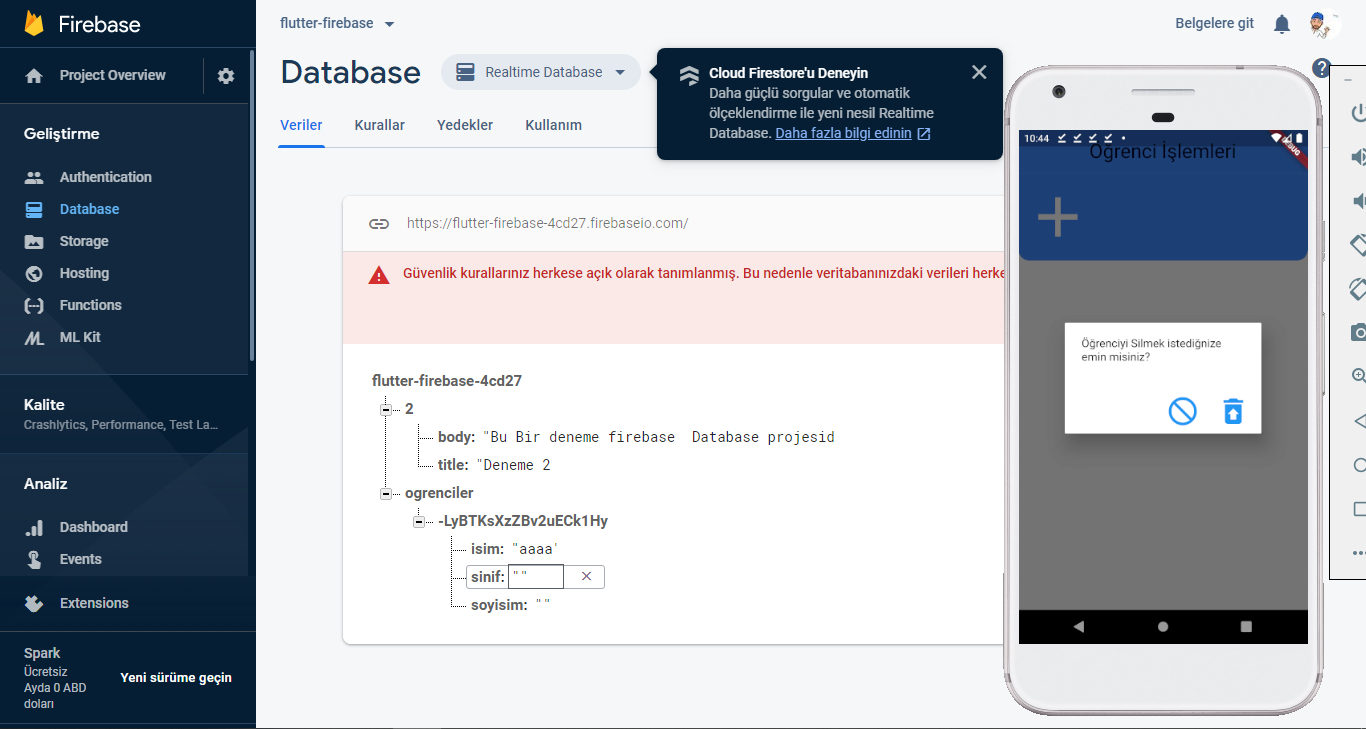 Firebase
Project Overview
Geliştirme
Authentication
Database
Storage
Hosting
Functions
ML Kit
Kalite
Crashlytics, Performance, Test La...
Analiz
Dashboard
Events
Extensions
Spark
Ücretsiz
Ayda 0 ABD
doları
Yeni sürüme geçin
flutter-firebase
Belgelere git
Database
Realtime Database
Cloud Firestore'u Deneyin
Daha güçlü sorgular ve otomatik
ölçeklendirme ile yeni nesil Realtime
Database. Daha fazla bilgi edinin
Veriler Kurallar Yedekler Kullanım
https://flutter-firebase-4cd27.firebaseio.com/
Güvenlik kurallarınız herkese açık olarak tanımlanmış. Bu nedenle veritabanınızdaki verileri herke
flutter-firebase-4cd27
2
body: "Bu Bir deneme firebase Database projesid
title: "Deneme 2
ogrenciler
-LyBTKsXzZBv2uECk1Hy
isim: "aaaa'
sinif: ""
soyisim: ""
10:44
Öğrenci İşlemleri
Öğrenciyi Silmek istediğnize
emin misiniz?